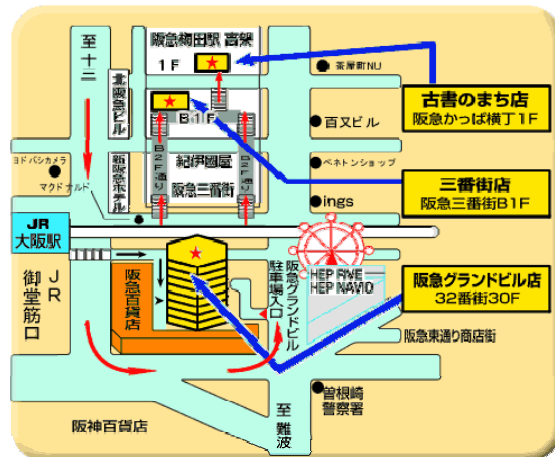 至十三
阪急梅田駅 高架
1F
茶屋町NU
古書のまち店
阪急かっぱ横丁1F
北阪急ビル
B1F
百又ビル
ヨドバシカメラ
マクドナルド
新阪急ホテル
B2F通り
紀伊國屋
阪急三番街
B2F通り
ベネトンショップ
三番街店
阪急三番街B1F
ings
JR
大阪駅
JR
御堂筋口
阪急百貨店
阪急グランドビル
駐車場入口
HEP FIVE
HEP NAVIO
阪急グランドビル店
32番街30F
阪急東通り商店街
曽根崎
警察署
至難波
阪神百貨店